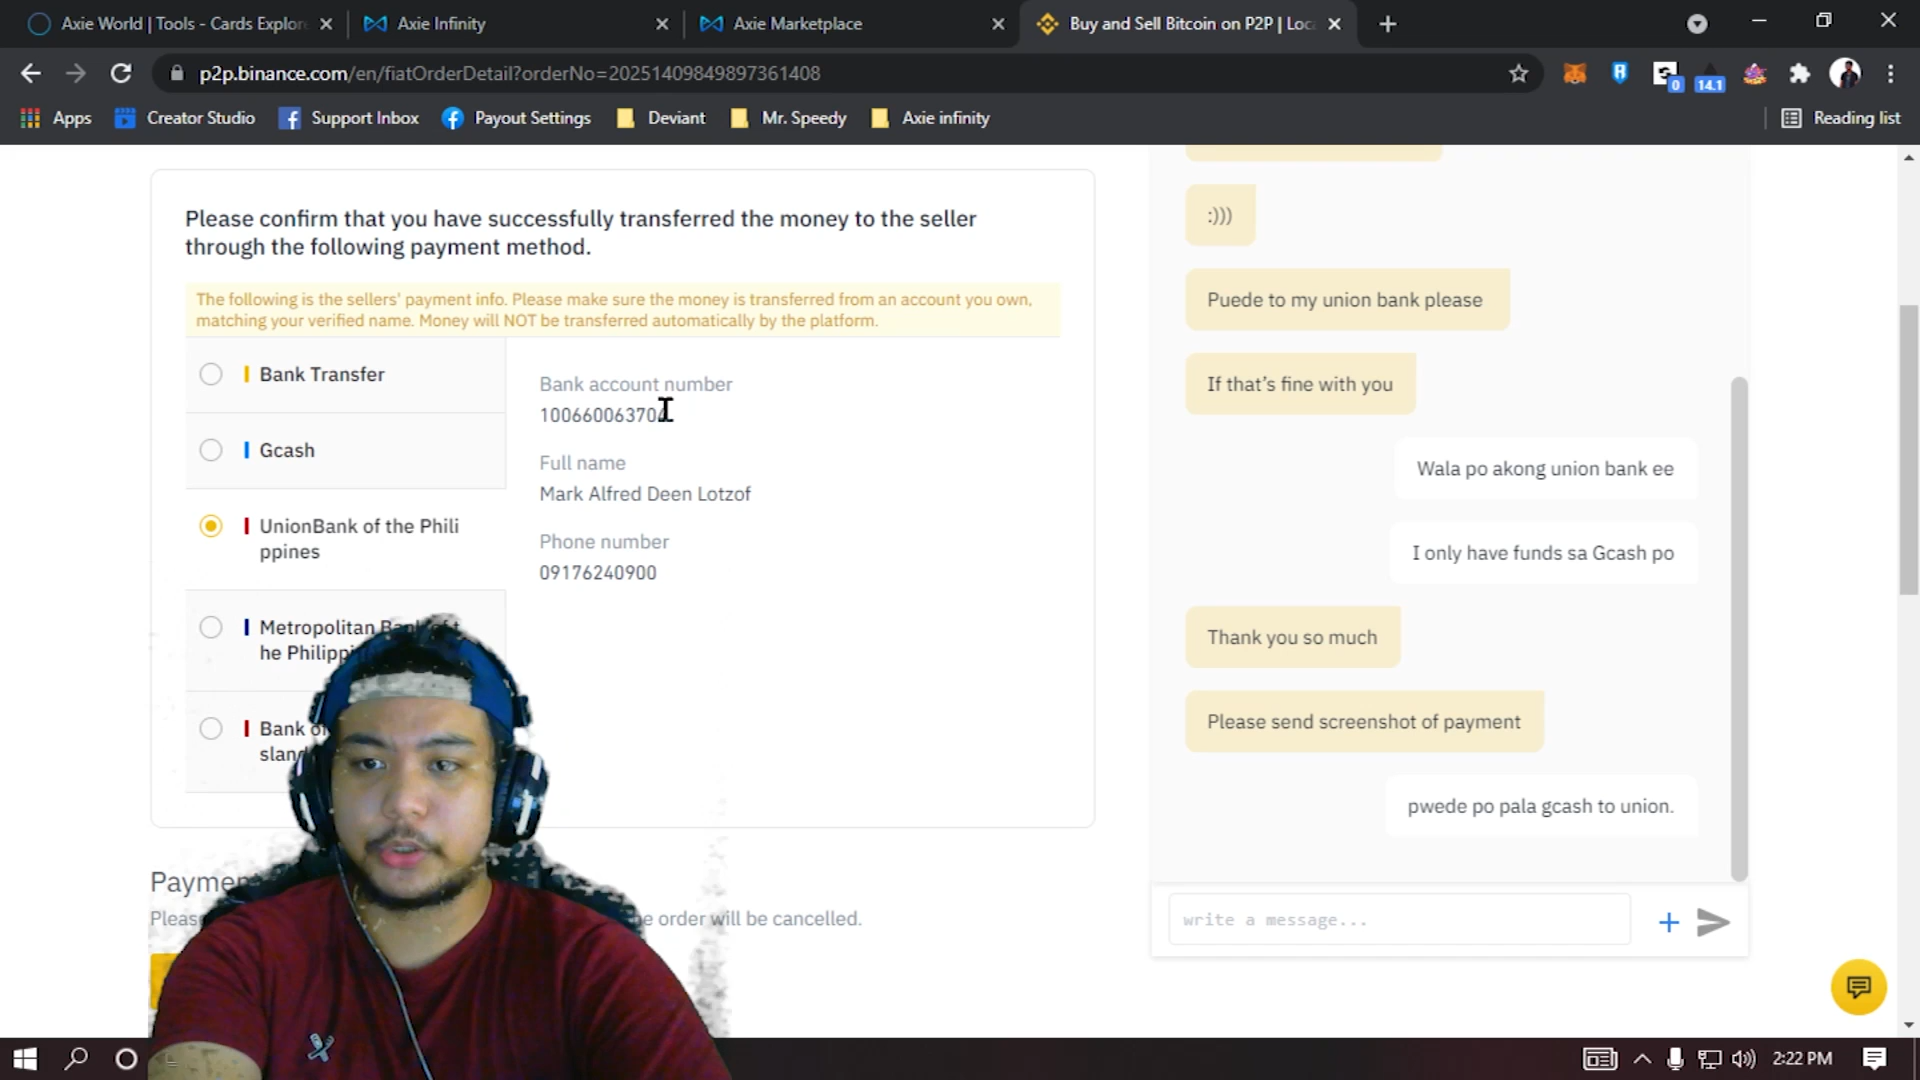 Axie World | Tools - Cards Explor
Axie Infinity
Axie Marketplace
Buy and Sell Bitcoin on P2P | Loc
p2p.binance.com/en/fiatOrderDetail?orderNo=20251409849897361408
0
14.1
Apps
Creator Studio
Support Inbox
Payout Settings
Deviant
Mr. Speedy
Axie infinity
Reading list
Please confirm that you have successfully transferred the money to the seller
through the following payment method.
The following is the sellers' payment info. Please make sure the money is transferred from an account you own,
matching your verified name. Money will NOT be transferred automatically by the platform.
Bank Transfer
Gcash
UnionBank of the Phili
ppines
Metropolitan
he
Bank
Bank account number
Full name
Mark Alfred Deen Lotzof
Phone number
09176240900
order will be cancelled.
:)))
Puede to my union bank please
If that's fine with you
Wala po akong union bank ee
I only have funds sa Gcash po
Thank you so much
Please send screenshot of payment
pwede po pala gcash to union.
write a message...
2:22 PM